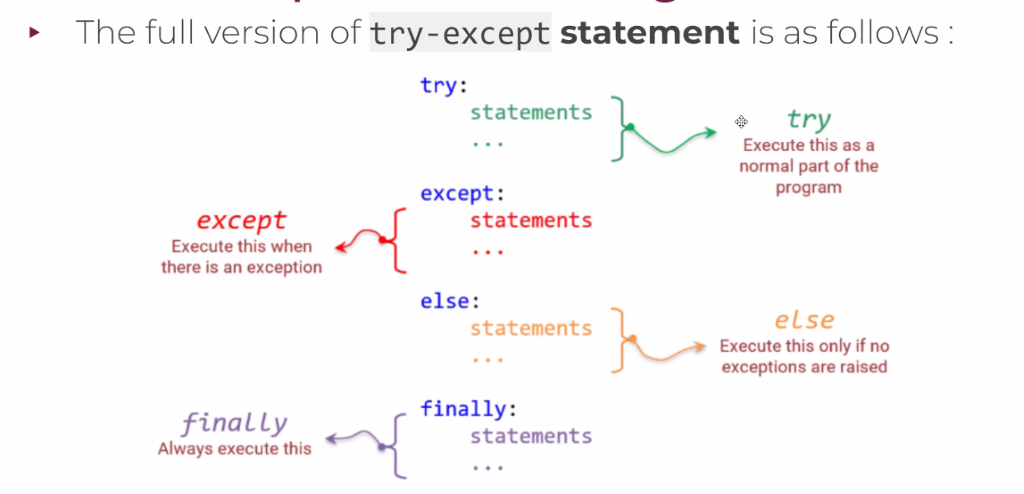 The full version of try-except statement is as follows :
try:
statements
...
try
Execute this as a
normal part of the
program
except:
statements
...
except
Execute this when
there is an exception
else:
statements
...
else
Execute this only if no
exceptions are raised
finally:
statements
...
finally
Always execute this